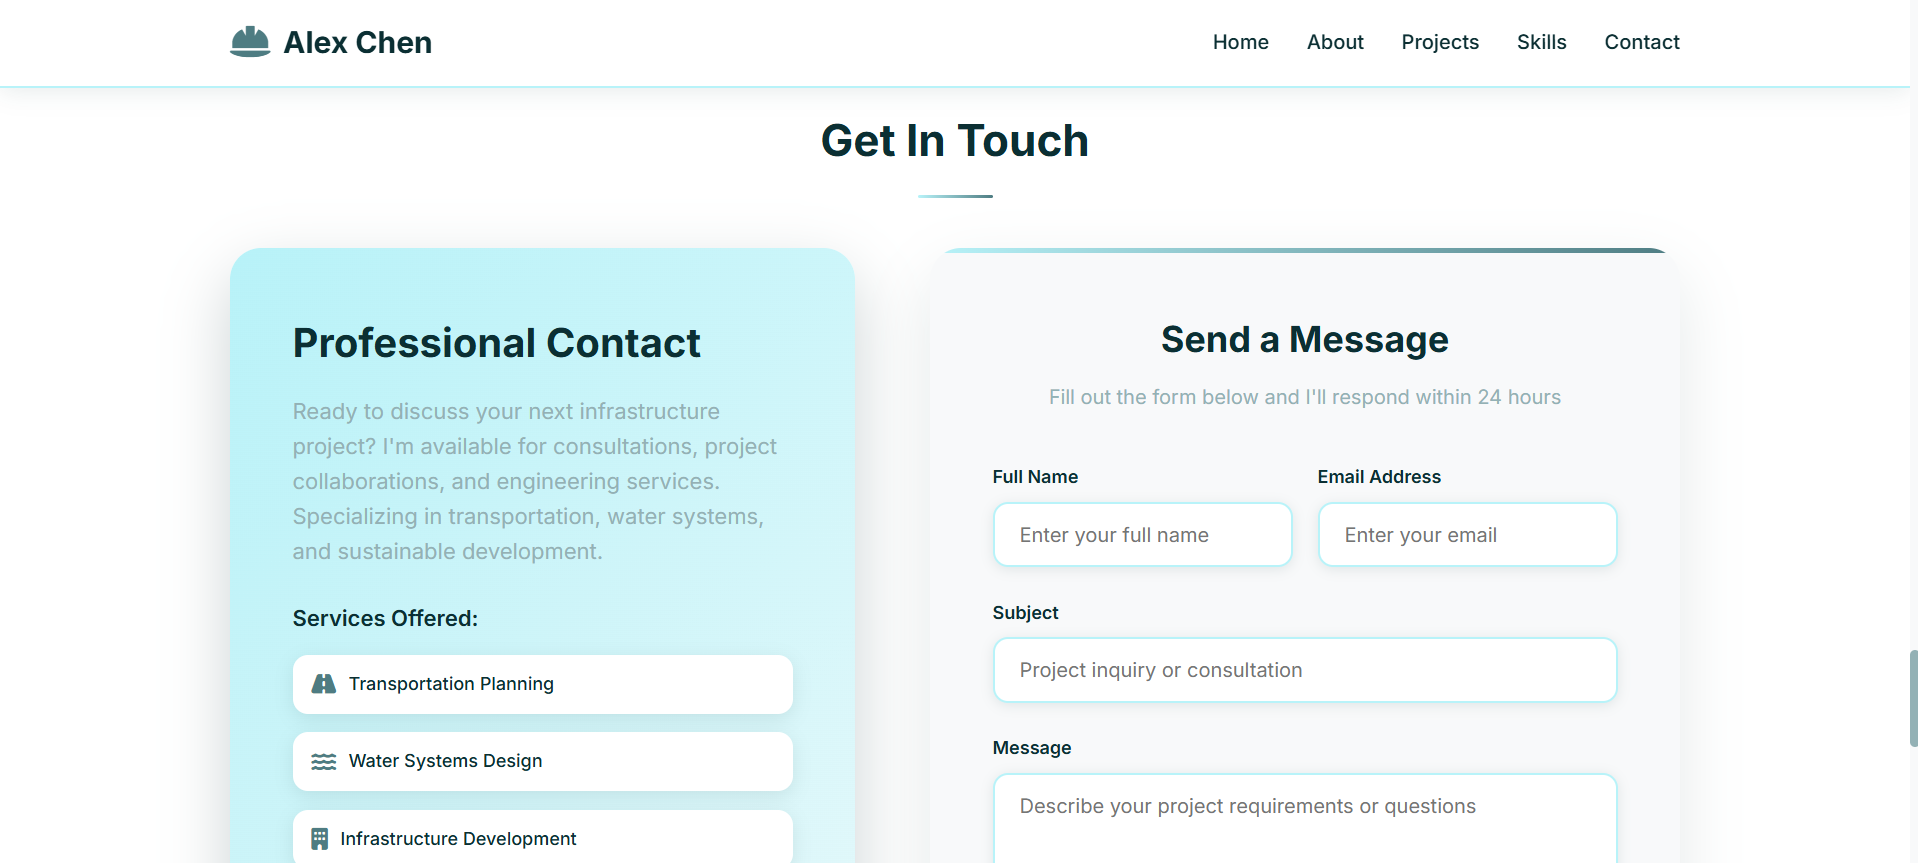 Alex Chen
Home
About
Projects
Skills
Contact
Get In Touch
Professional Contact
Ready to discuss your next infrastructure
project? I'm available for consultations, project
collaborations, and engineering services.
Specializing in transportation, water systems,
and sustainable development.
Services Offered:
Transportation Planning
Water Systems Design
Infrastructure Development
Send a Message
Fill out the form below and I'll respond within 24 hours
Full Name
Email Address
Enter your full name
Enter your email
Subject
Project inquiry or consultation
Message
Describe your project requirements or questions